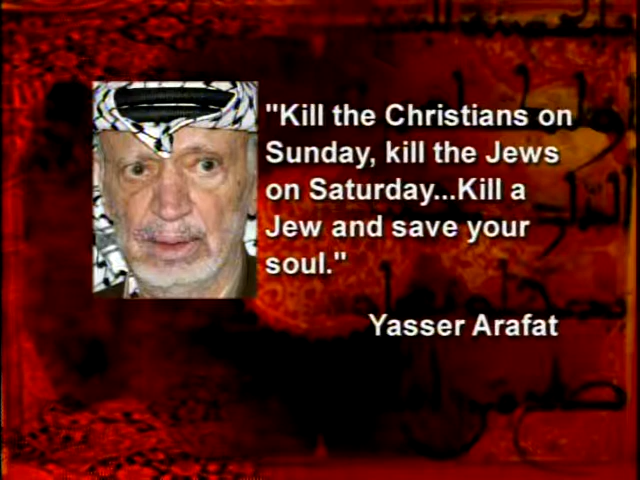 "Kill the Christians on
Sunday, kill the Jews
on Saturday...Kill a
Jew and save your
soul."
Yasser Arafat